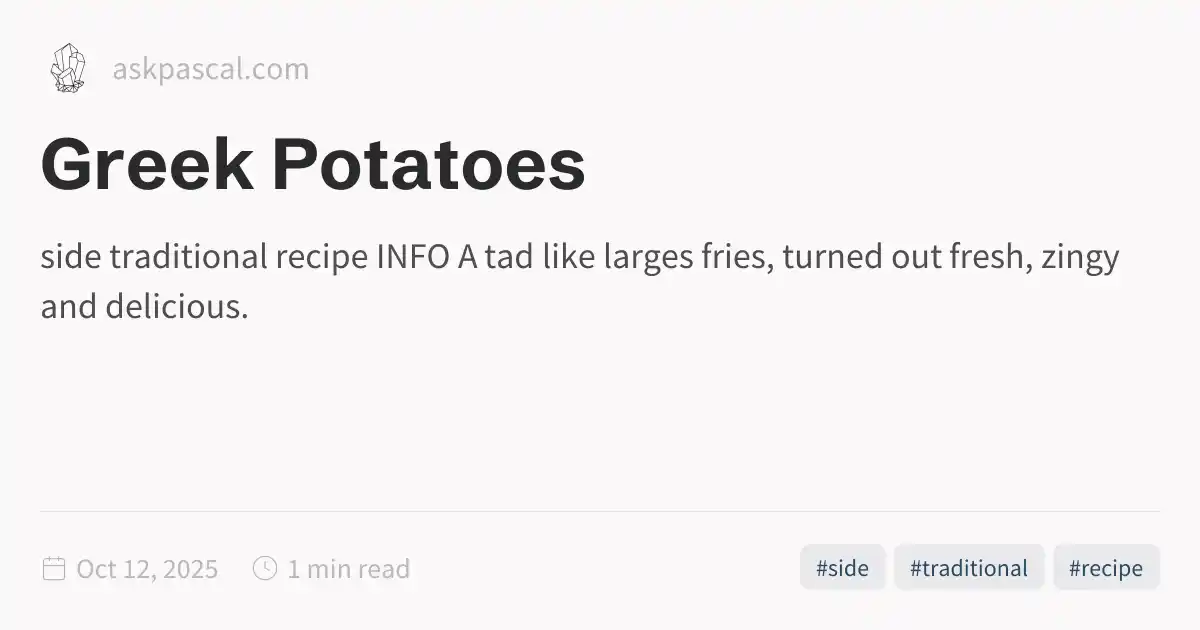 askpascal.com
Greek Potatoes
side traditional recipe INFO A tad like larges fries, turned out fresh, zingy
and delicious.
Oct 12, 2025 1 min read #side #traditional #recipe